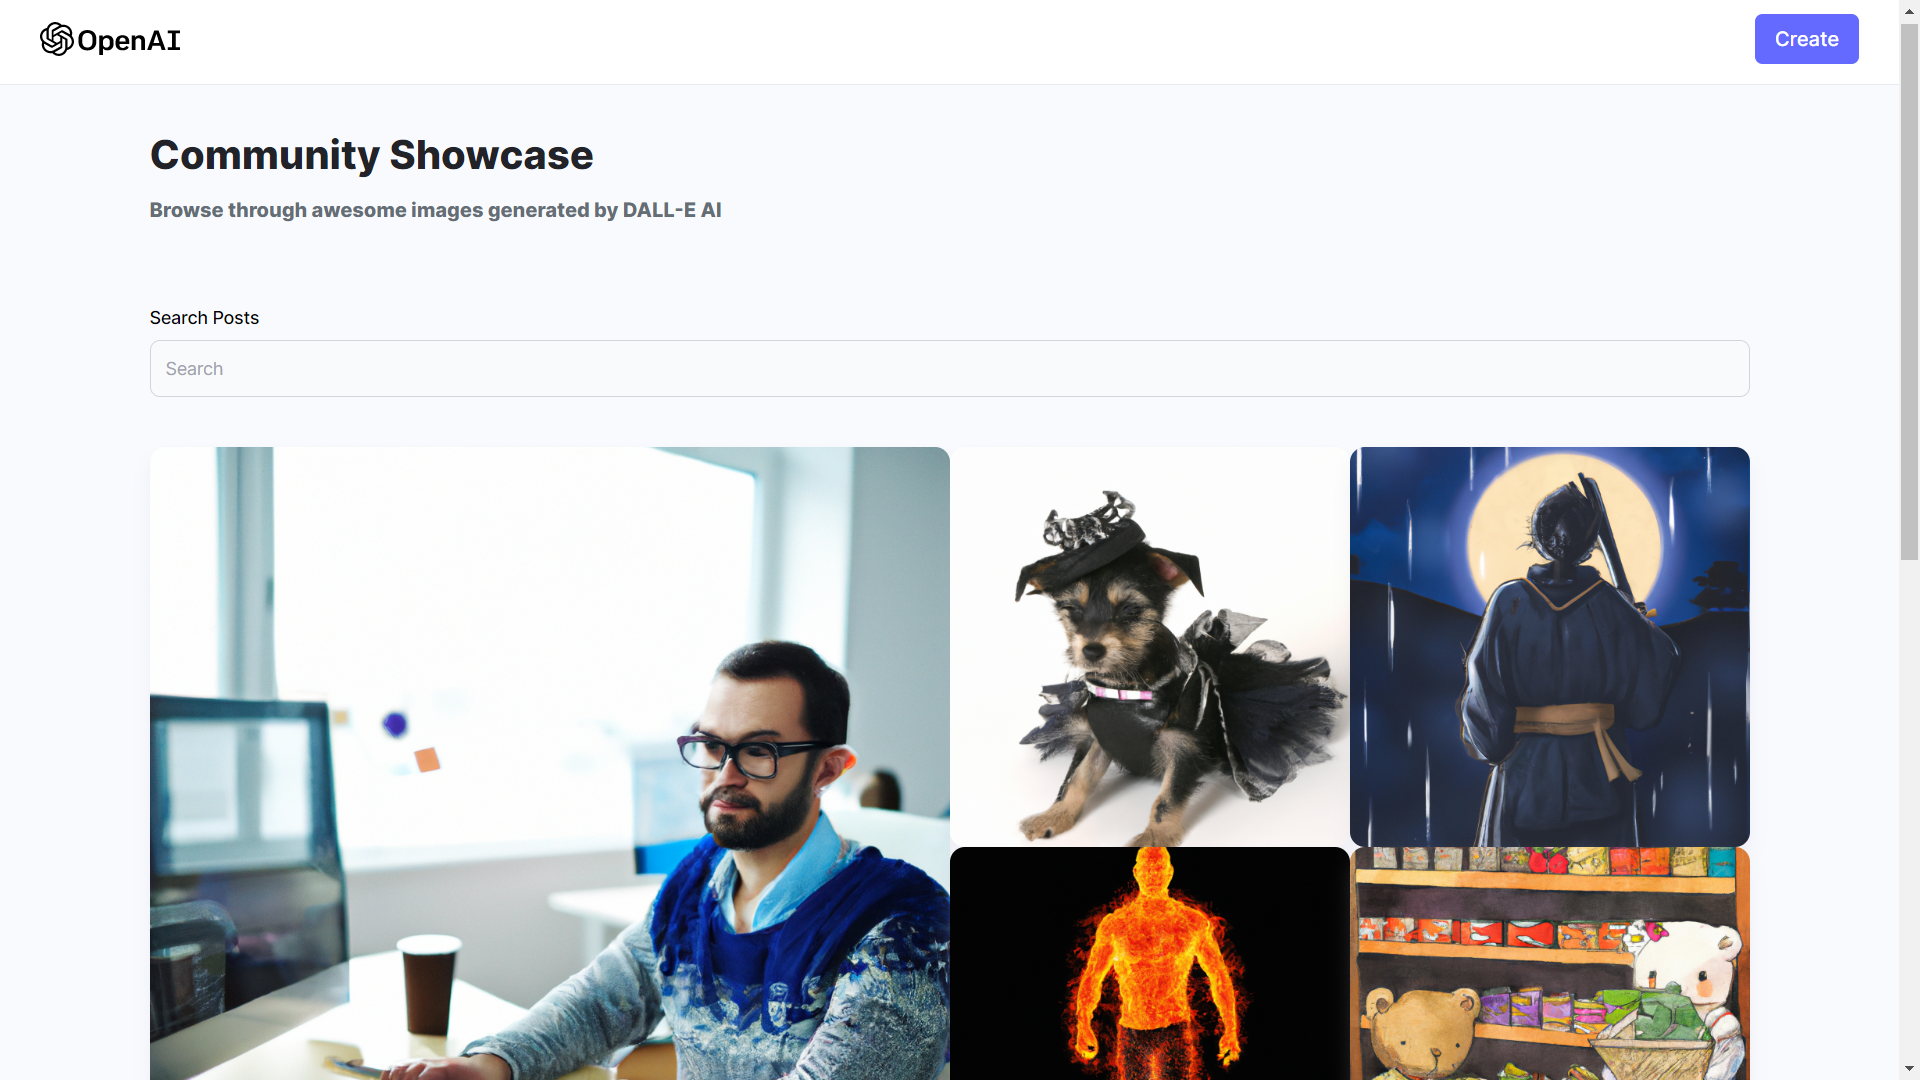 OpenAI
Create
Community Showcase
Browse through awesome images generated by DALL-E AI
Search Posts
Search